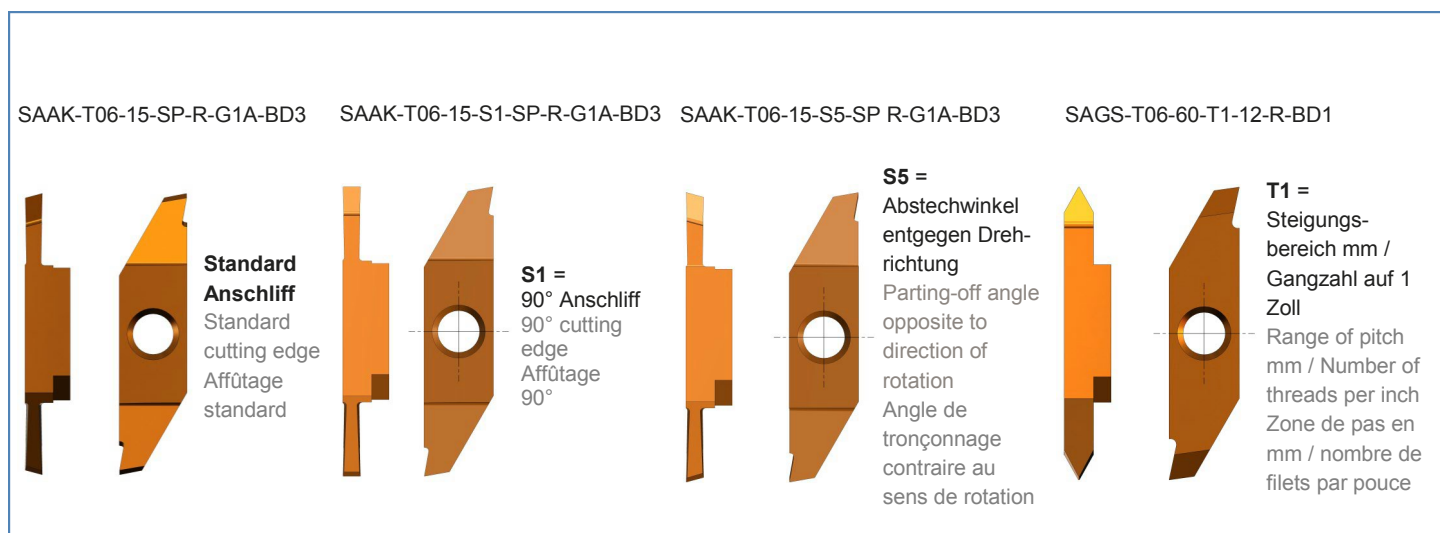 SAAK-T06-15-SP-R-G1A-BD3
SAAK-T06-15-S1-SP-R-G1A-BD3
SAAK-T06-15-S5-SP R-G1A-BD3
SAGS-T06-60-T1-12-R-BD1
Standard
Anschliff
Standard
cutting edge
Affûtage
standard
S1 =
90° Anschliff
90° cutting
edge
Affûtage
90°
S5 =
Abstechwinkel
entgegen Dreh-
richtung
Parting-off angle
opposite to
direction of
rotation
Angle de
tronçonnage
contraire au
sens de rotation
T1 =
Steigungs-
bereich mm /
Gangzahl auf 1
Zoll
Range of pitch
mm / Number of
threads per inch
Zone de pas en
mm / nombre de
filets par pouce